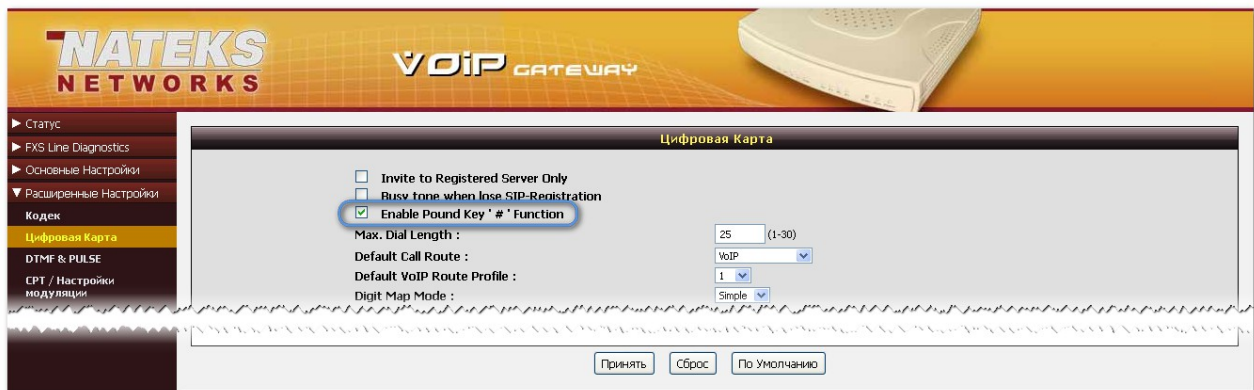 NATEKS
NETWORKS
VOiP GATEWAY
Статус
FXS Line Diagnostics
Основные Настройки
Расширенные Настройки
Кодек
Цифровая Карта
DTMF & PULSE
CPT / Настройки
модуляции
Цифровая Карта
Invite to Registered Server Only
Busy tone when lose SIP-Registration
Enable Pound Key ' # ' Function
Max. Dial Length : 25 (1-30)
Default Call Route : VoIP
Default VoIP Route Profile : 1
Digit Map Mode : Simple
Принять Сброс По Умолчанию